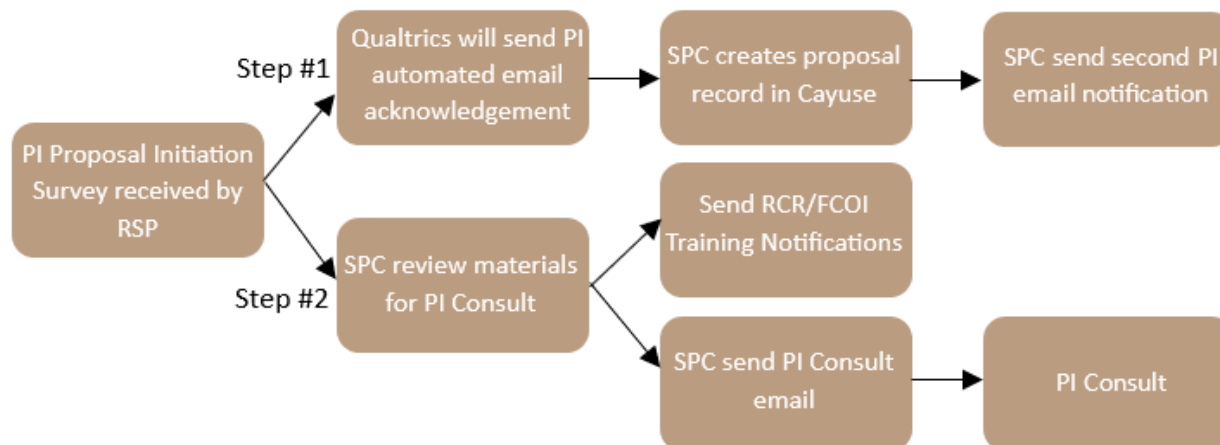 Qualtrics will send PI
automated email
acknowledgement
SPC creates proposal
record in Cayuse
SPC send second PI
email notification
Step #1
PI Proposal Initiation
Survey received by
RSP
Send RCR/FCOI
Training Notifications
SPC review materials
for PI Consult
Step #2
SPC send PI Consult
email
PI Consult